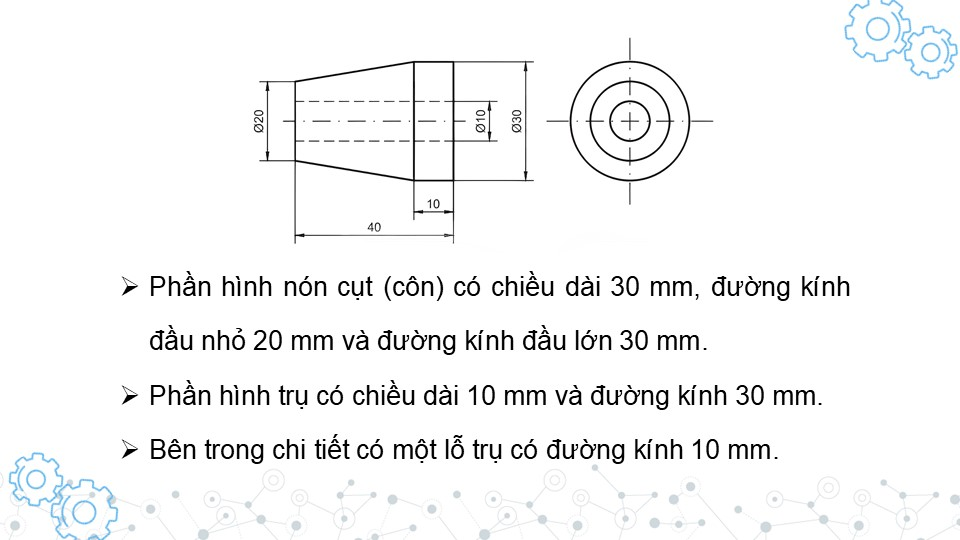 Ø20
Ø10
Ø30
10
40
➢ Phần hình nón cụt (côn) có chiều dài 30 mm, đường kính
đầu nhỏ 20 mm và đường kính đầu lớn 30 mm.
➢ Phần hình trụ có chiều dài 10 mm và đường kính 30 mm.
➢ Bên trong chi tiết có một lỗ trụ có đường kính 10 mm.